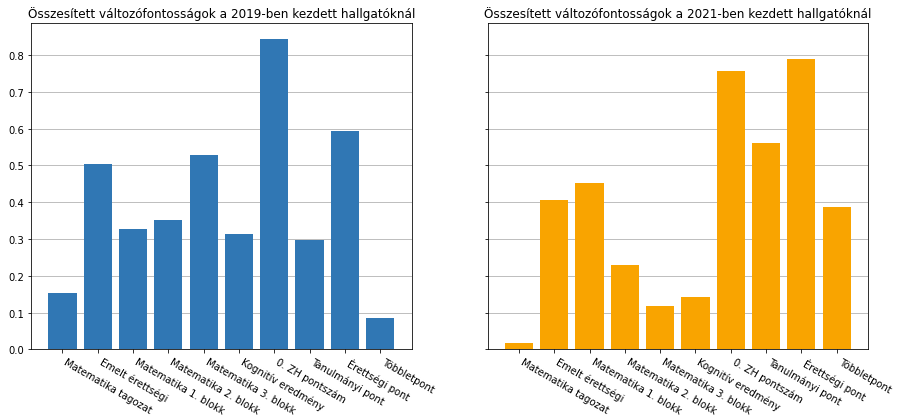 Összesített változófontosságok a 2019-ben kezdett hallgatóknál
Összesített változófontosságok a 2021-ben kezdett hallgatóknál
0.8
0.7
0.6
0.5
0.4
0.3
0.2
0.1
0.0
Matematika tagozat
Emelt érettségi
Matematika 1. blokk
Matematika 2. blokk
Matematika 3. blokk
Kognitív eredmény
0. ZH pontszám
Tanulmányi pont
Érettségi pont
Többletpont
Matematika tagozat
Emelt érettségi
Matematika 1. blokk
Matematika 2. blokk
Matematika 3. blokk
Kognitív eredmény
0. ZH pontszám
Tanulmányi pont
Érettségi pont
Többletpont